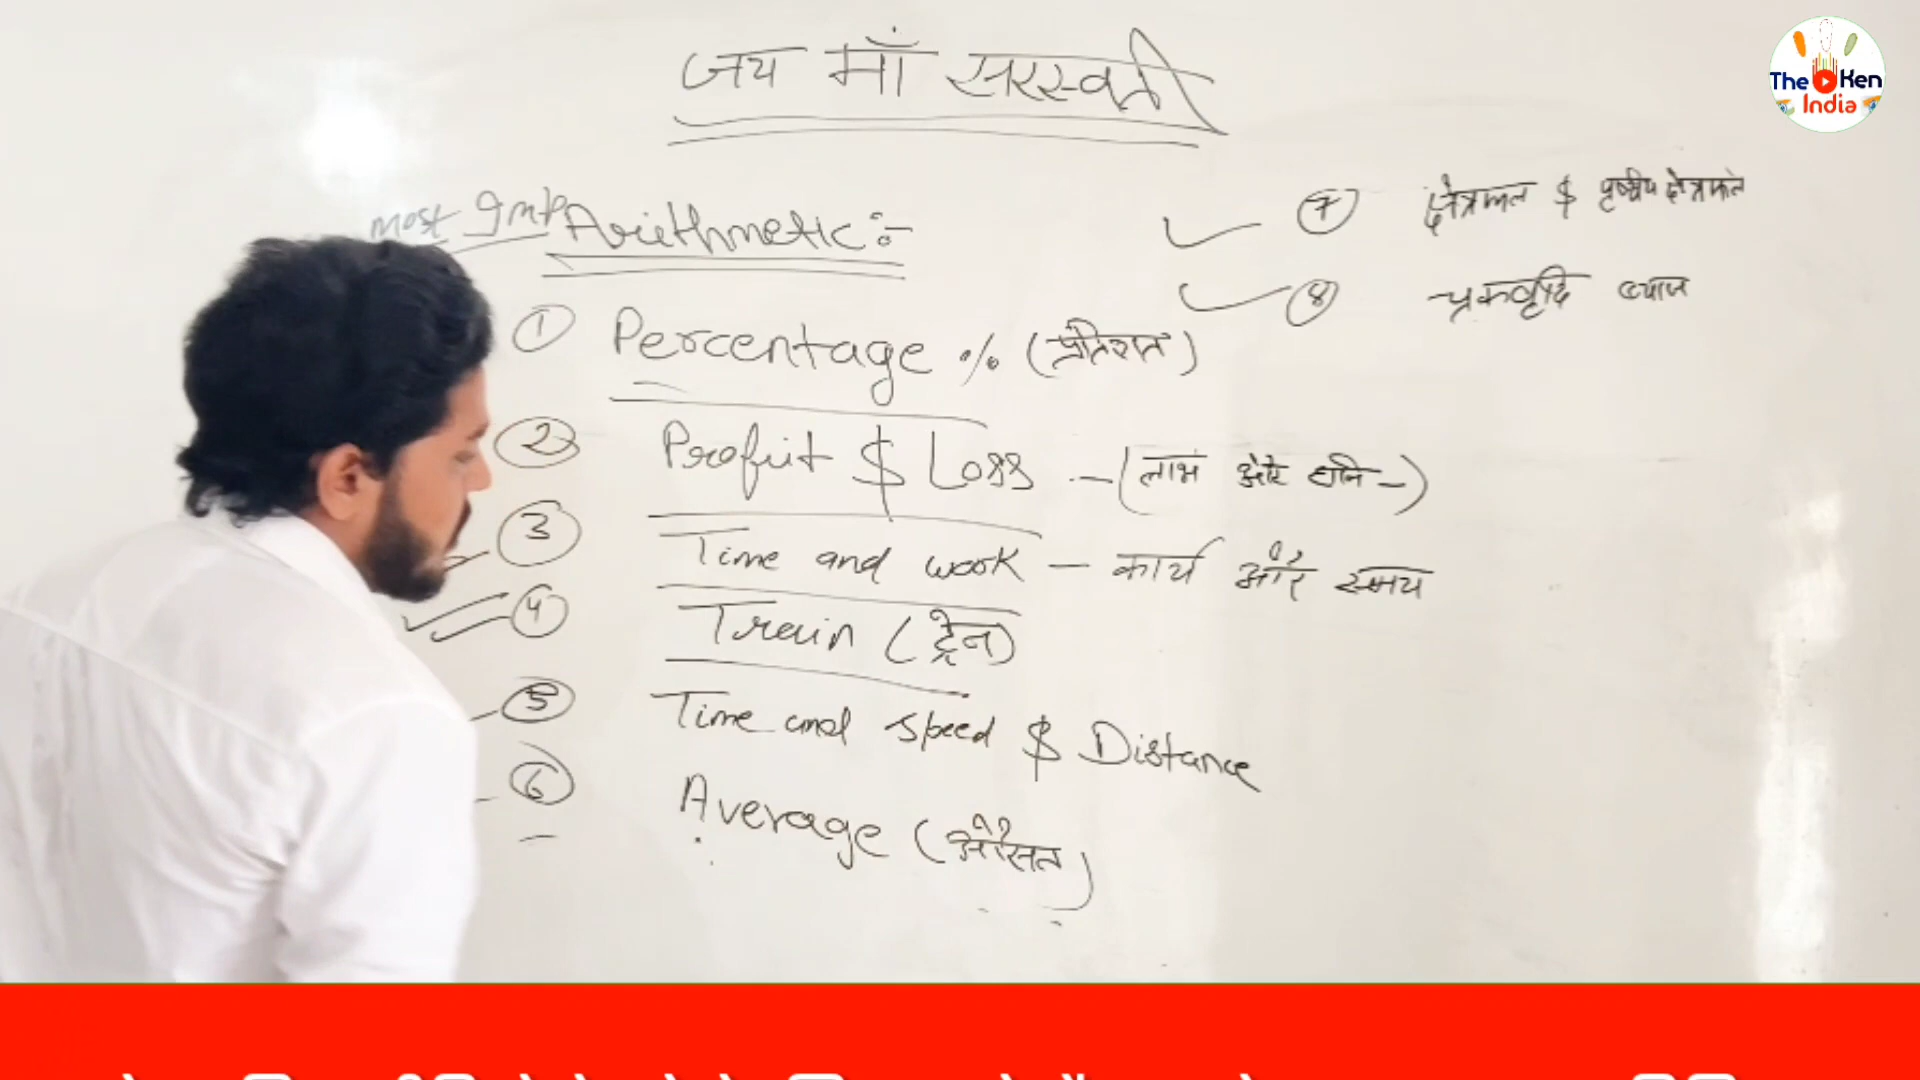 जय माँ सरस्वती
Most Imp Arithmetic :-
① Percentage % (प्रतिशत)
② Profit $ Loss - (लाभ और हानि -)
③ Time and work - कार्य और समय
④ Train (ट्रेन)
⑤ Time and speed $ Distance
⑥ Average (औसत)
⑦ क्षेत्रफल $ पृष्ठीय क्षेत्रफल
⑧ चक्रवृद्धि ब्याज
The Ken
India